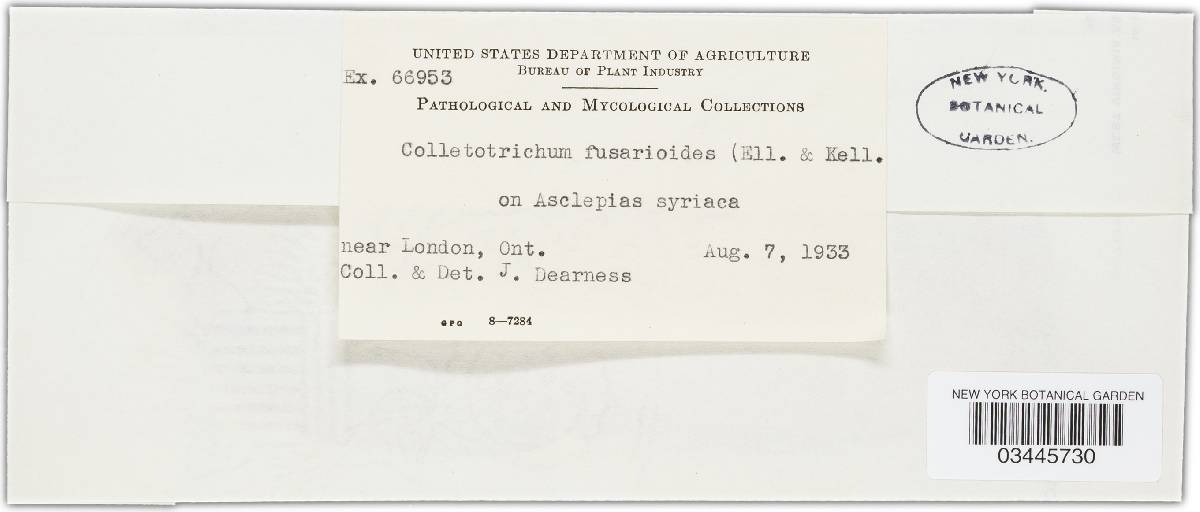 UNITED STATES DEPARTMENT OF AGRICULTURE
BUREAU OF PLANT INDUSTRY
Ex. 66953
PATHOLOGICAL AND MYCOLOGICAL COLLECTIONS
Colletotrichum fusarioides (Ell. & Kell.
on Asclepias syriaca
near London, Ont. Aug. 7, 1933
Coll. & Det. J. Dearness
GPO 8—7284
NEW YORK
BOTANICAL
GARDEN.
NEW YORK BOTANICAL GARDEN
03445730